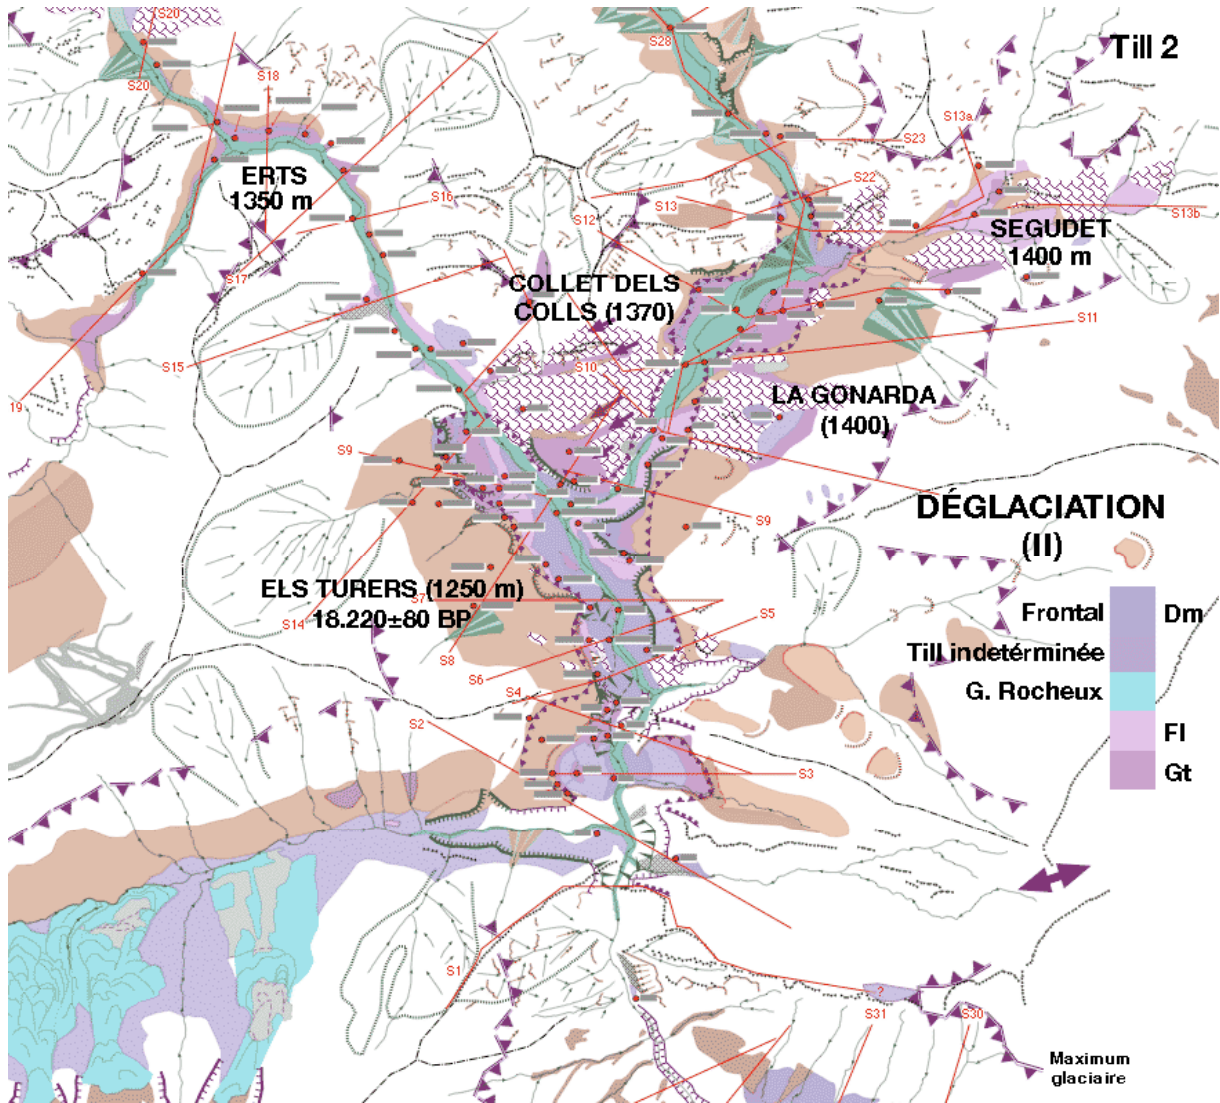 S20
S28
Till 2
S18
S20
S13a
S23
ERTS
1350 m
S22
S16
S13
S12
S13b
SEGUDET
1400 m
S17
COLLET DELS
COLLS (1370)
S11
S15
S10
19
LA GONARDA
(1400)
S9
DÉGLACIATION
(II)
S9
ELS TURERS (1250 m)
S7
18.220±80 BP
S14
S5
S8
S6
S4
Frontal Dm
Till indetérminée
G. Rocheux
S2
Fl
S3
Gt
S1
?
S31
S30
Maximum
glaciaire